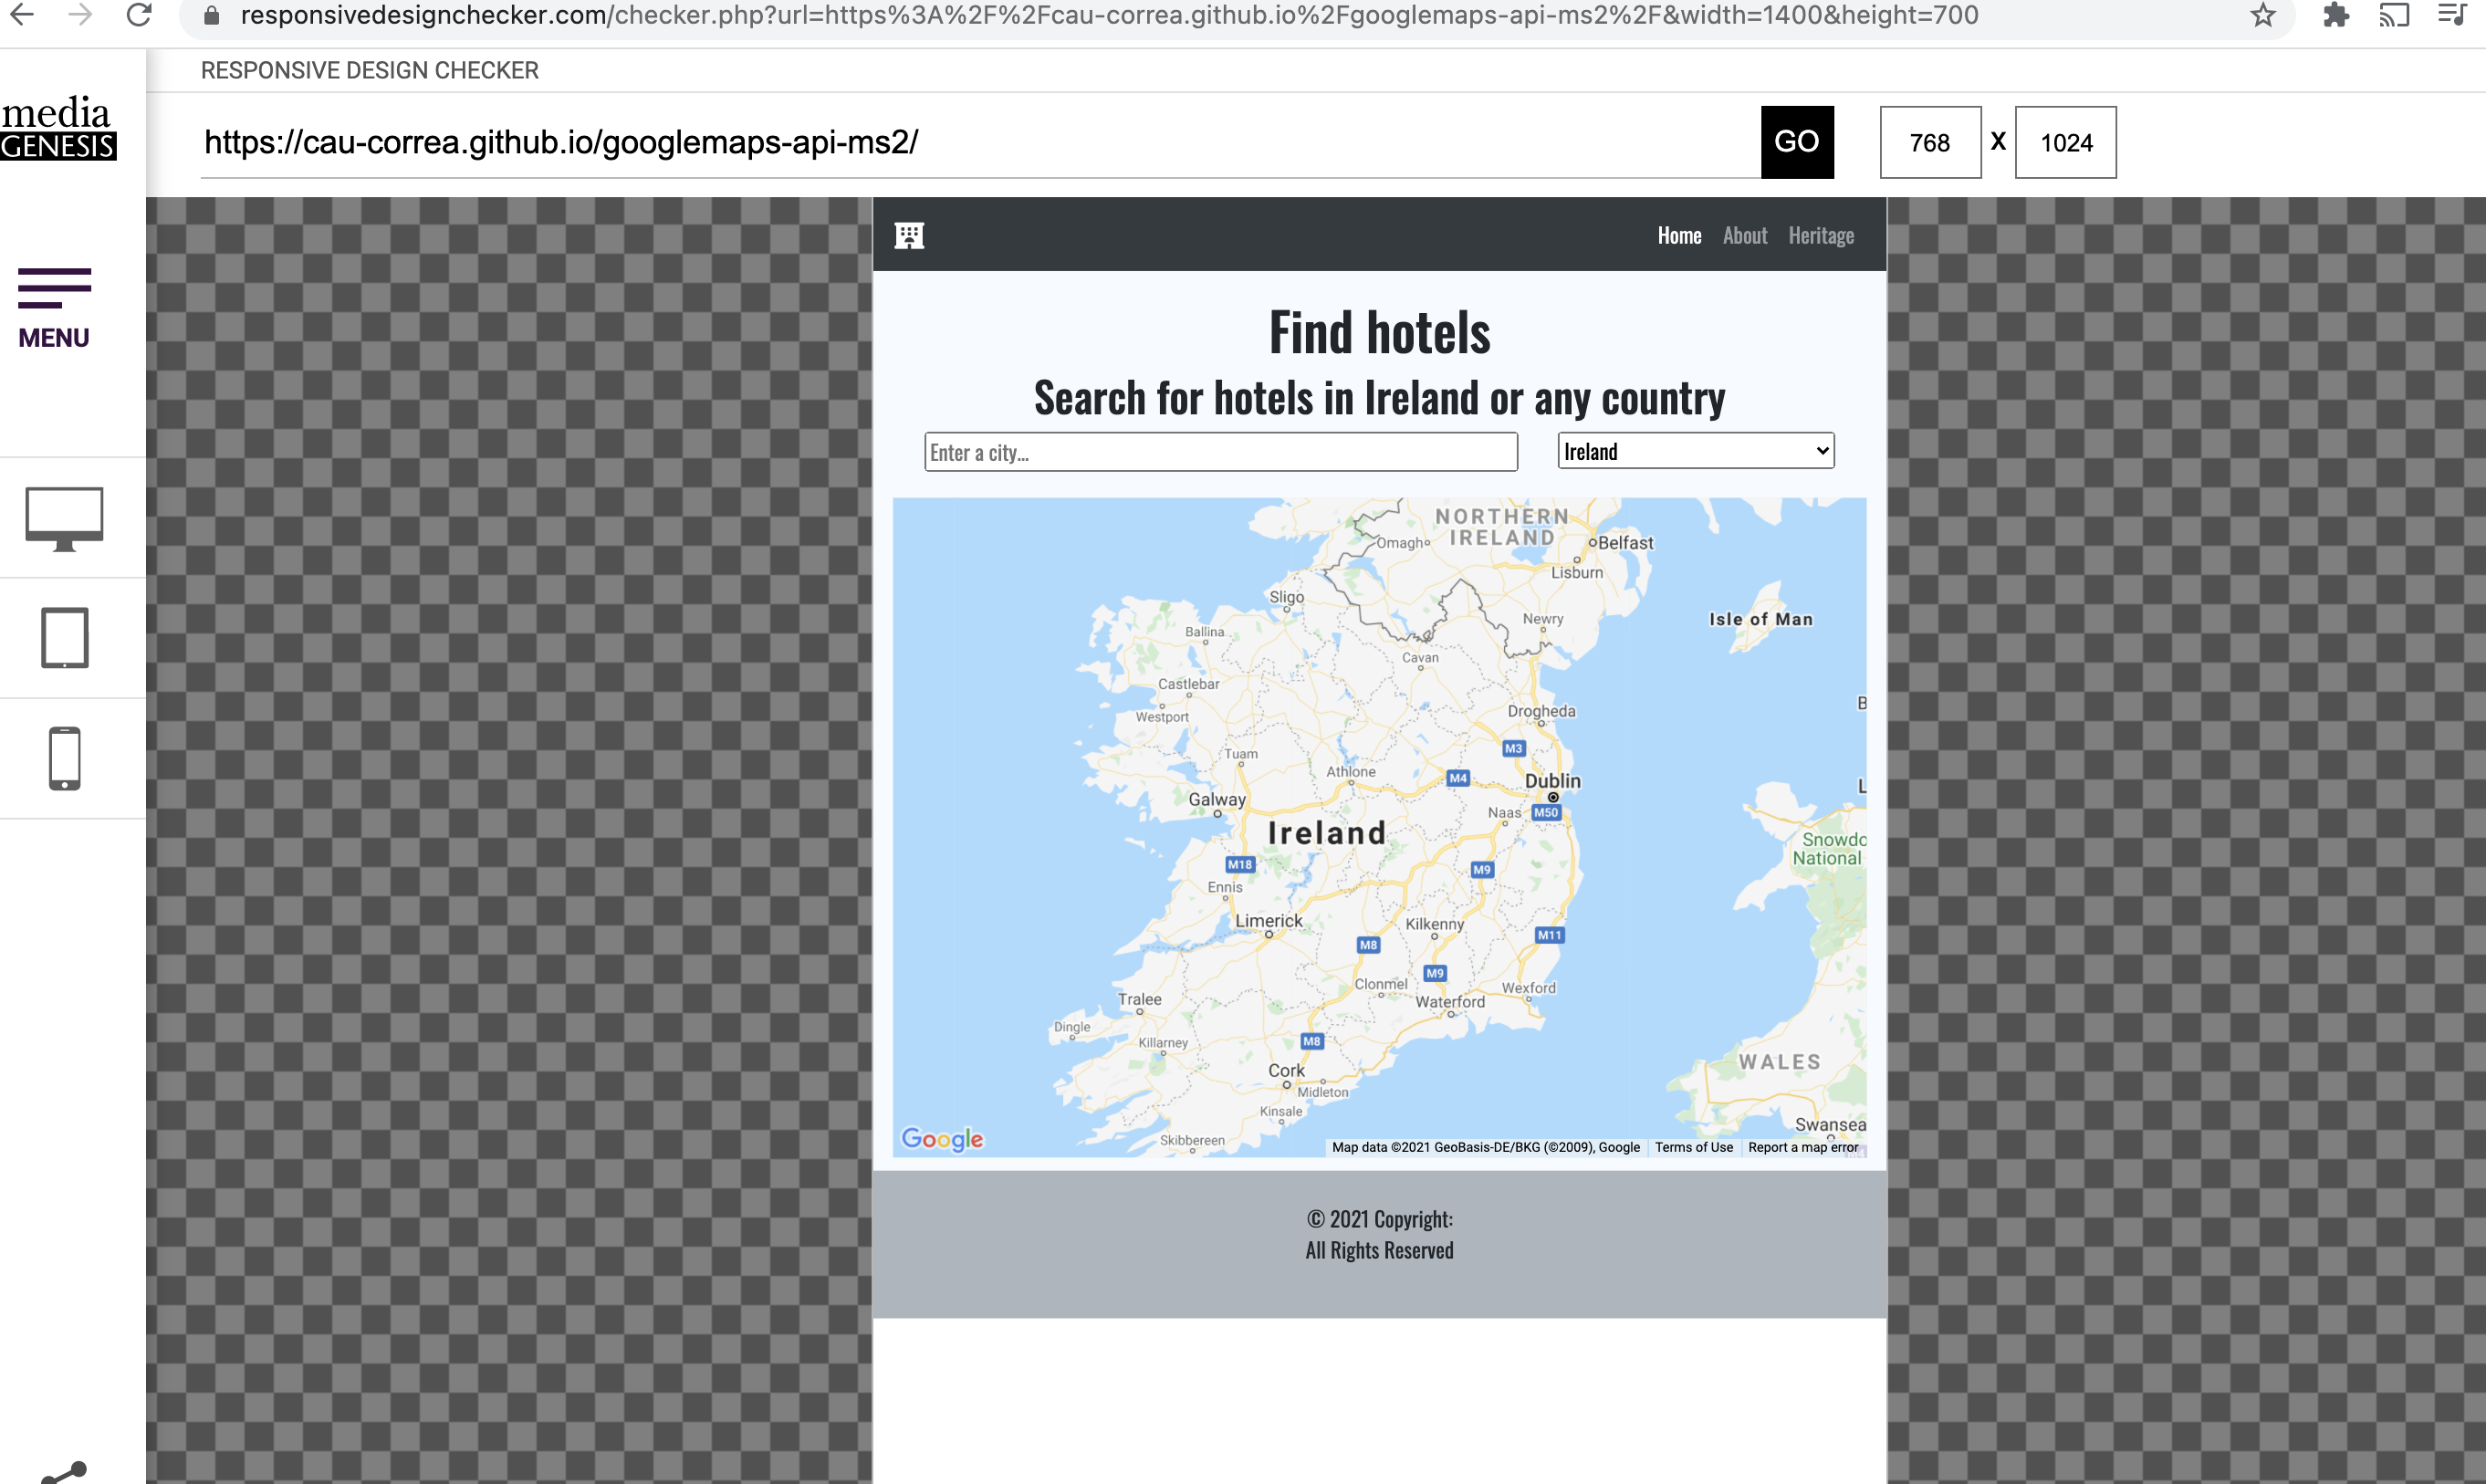 responsivedesignchecker.com/checker.php?url=https%3A%2F%2Fcau-correa.github.io%2Fgooglemaps-api-ms2%2F&width=1400&height=700
RESPONSIVE DESIGN CHECKER
media
GENESIS
https://cau-correa.github.io/googlemaps-api-ms2/
GO
768 X 1024
MENU
Home About Heritage
Find hotels
Search for hotels in Ireland or any country
Enter a city...
Ireland
NORTHERN
IRELAND
Omagh
Belfast
Lisburn
Sligo
Isle of Man
Newry
Ballina
Cavan
Castlebar
B
Westport
Drogheda
M3
Tuam
Athlone
M4
Dublin
L
Galway
Naas
M50
Ireland
Snowdo
National
M18
M9
Ennis
Limerick
Kilkenny
M11
M8
M9
Clonmel
Wexford
Tralee
Waterford
Dingle
Killarney
M8
WALES
Cork
Midleton
Kinsale
Swansea
Skibbereen
Google
Map data ©2021 GeoBasis-DE/BKG (©2009), Google
Terms of Use
Report a map error
© 2021 Copyright:
All Rights Reserved